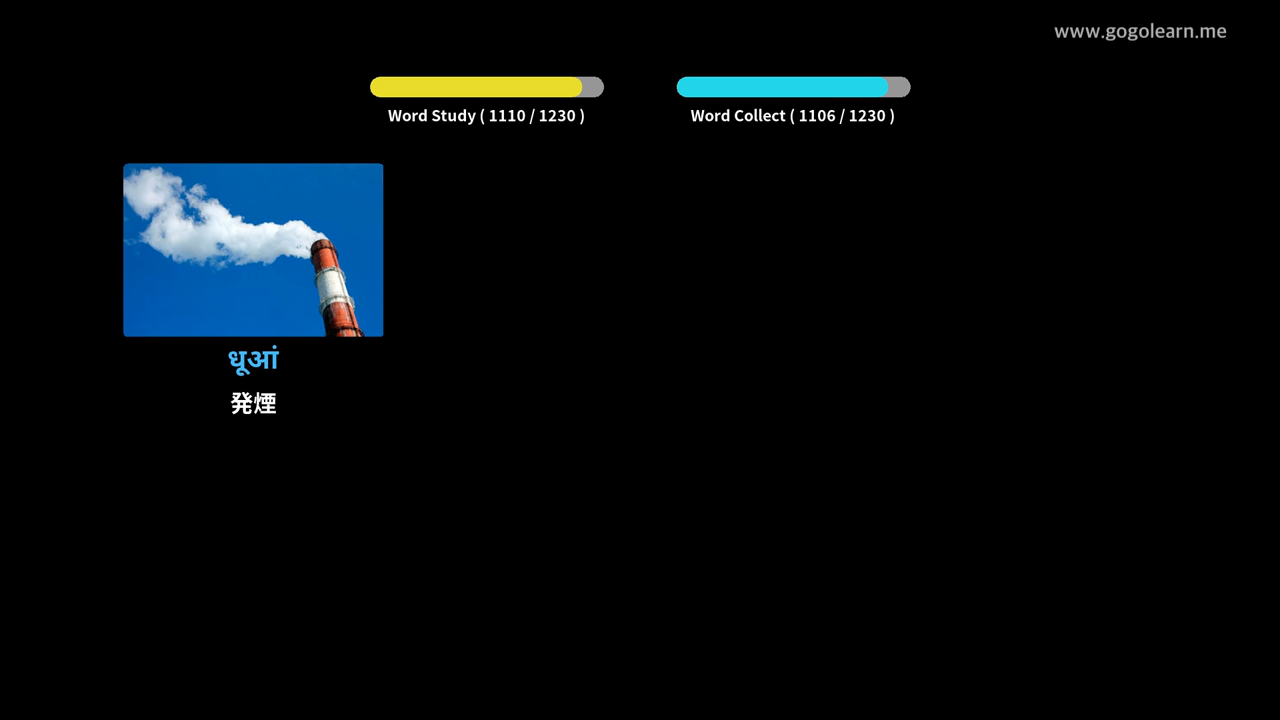 www.gogolearn.me
Word Study ( 1110 / 1230 )
Word Collect ( 1106 / 1230 )
धूआं
発煙